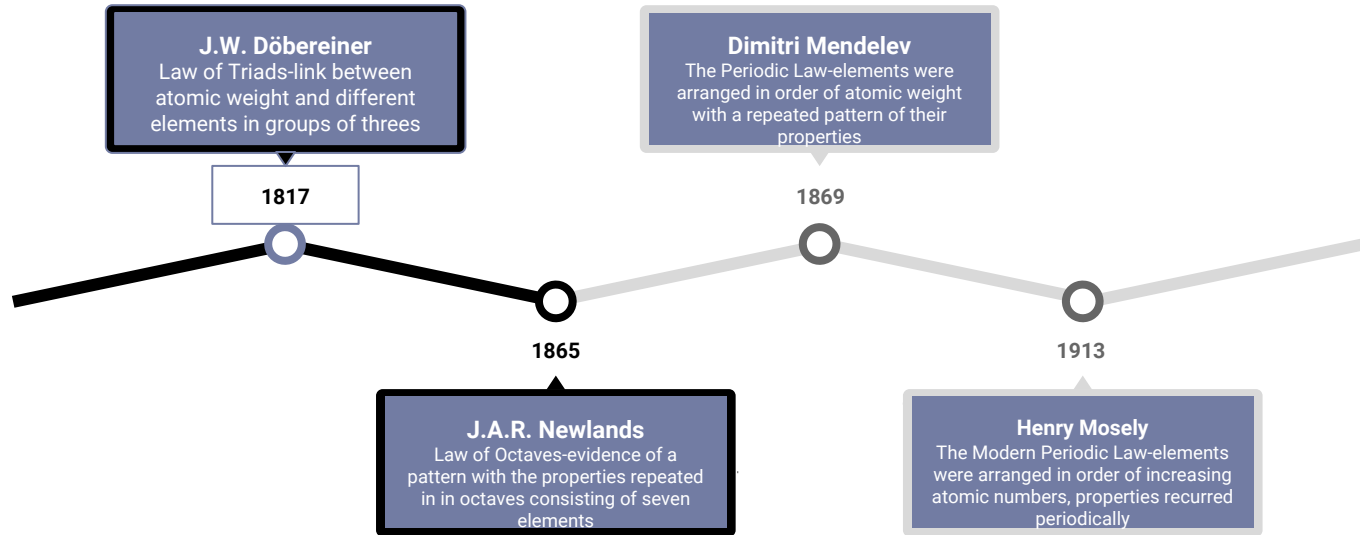 J.W. Döbereiner
Law of Triads-link between
atomic weight and different
elements in groups of threes
1817
1865
J.A.R. Newlands
Law of Octaves-evidence of a
pattern with the properties repeated
in in octaves consisting of seven
elements
Dimitri Mendelev
The Periodic Law-elements were
arranged in order of atomic weight
with a repeated pattern of their
properties
1869
1913
Henry Mosely
The Modern Periodic Law-elements
were arranged in order of increasing
atomic numbers, properties recurred
periodically